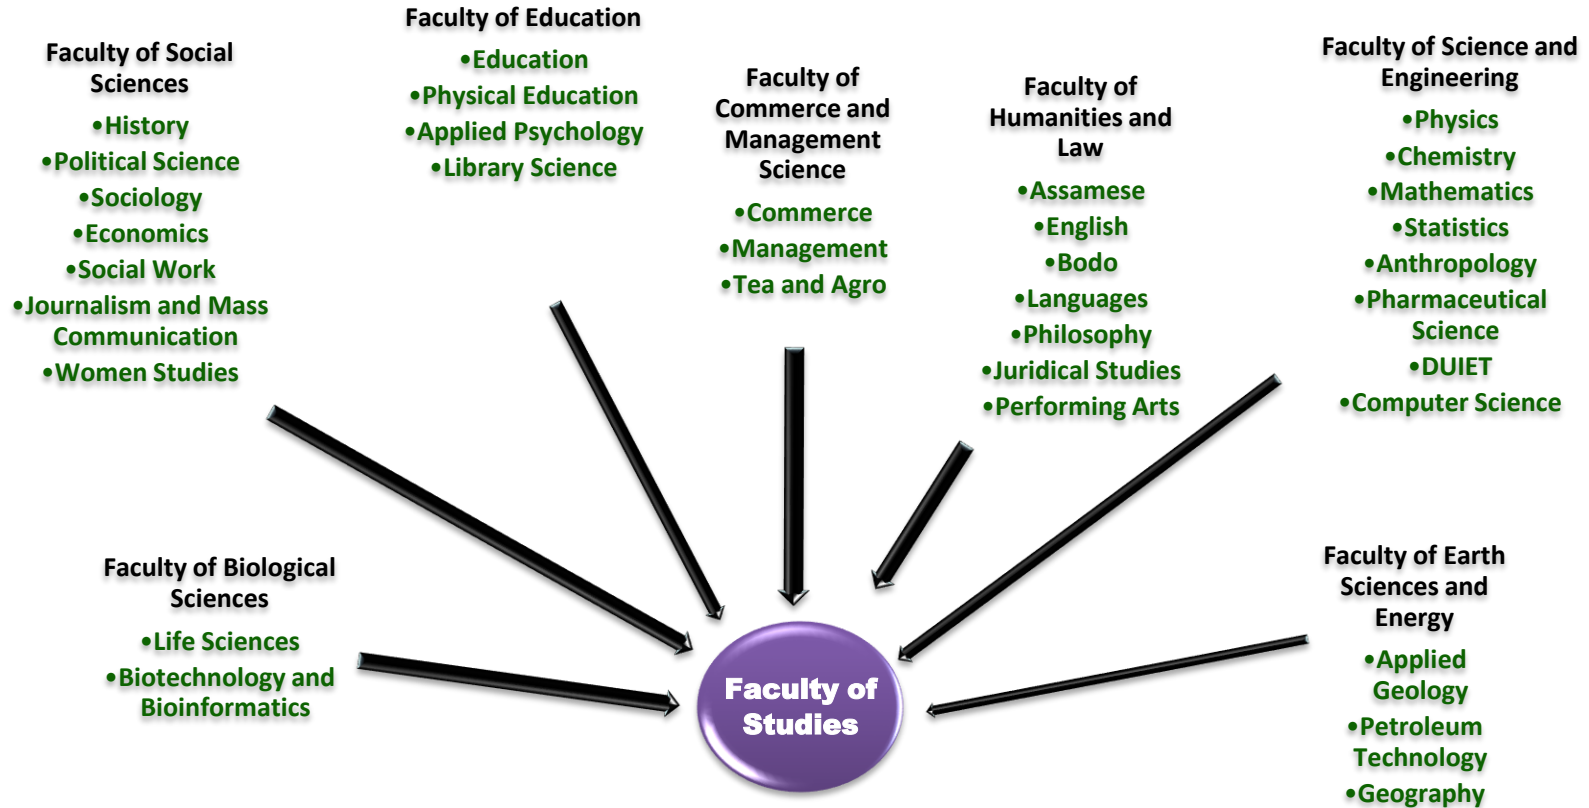 Faculty of Social
Sciences
•History
•Political Science
•Sociology
•Economics
•Social Work
•Journalism and Mass
Communication
•Women Studies
Faculty of Education
•Education
•Physical Education
•Applied Psychology
•Library Science
Faculty of
Commerce and
Management
Science
•Commerce
•Management
•Tea and Agro
Faculty of
Humanities and
Law
•Assamese
•English
•Bodo
•Languages
•Philosophy
•Juridical Studies
•Performing Arts
Faculty of Science and
Engineering
•Physics
•Chemistry
•Mathematics
•Statistics
•Anthropology
•Pharmaceutical
Science
•DUIET
•Computer Science
Faculty of Biological
Sciences
•Life Sciences
•Biotechnology and
Bioinformatics
Faculty of
Studies
Faculty of Earth
Sciences and
Energy
•Applied
Geology
•Petroleum
Technology
•Geography